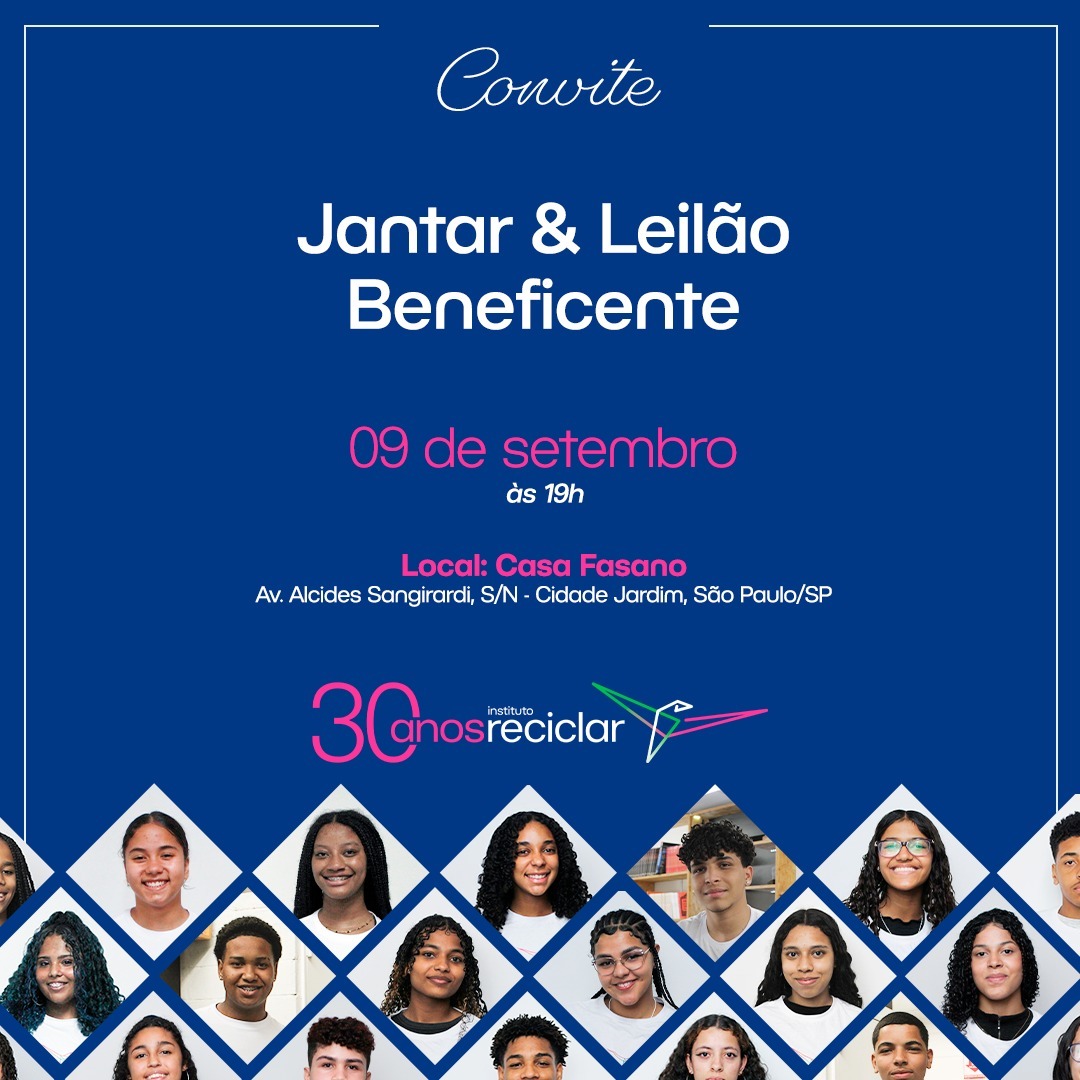 Convite
Jantar & Leilão
Beneficente
09 de setembro
às 19h
Local: Casa Fasano
Av. Alcides Sangirardi, S/N - Cidade Jardim, São Paulo/SP
30 anos instituto reciclar